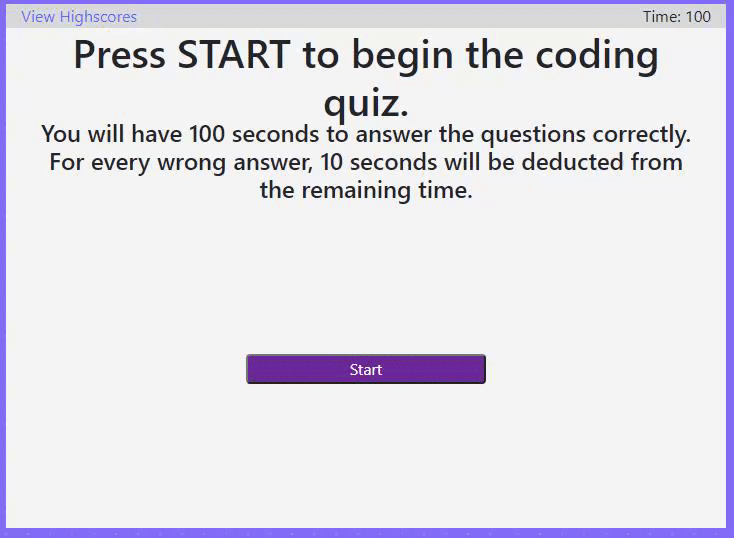 View Highscores Time: 100
Press START to begin the coding
quiz.
You will have 100 seconds to answer the questions correctly.
For every wrong answer, 10 seconds will be deducted from
the remaining time.
Start